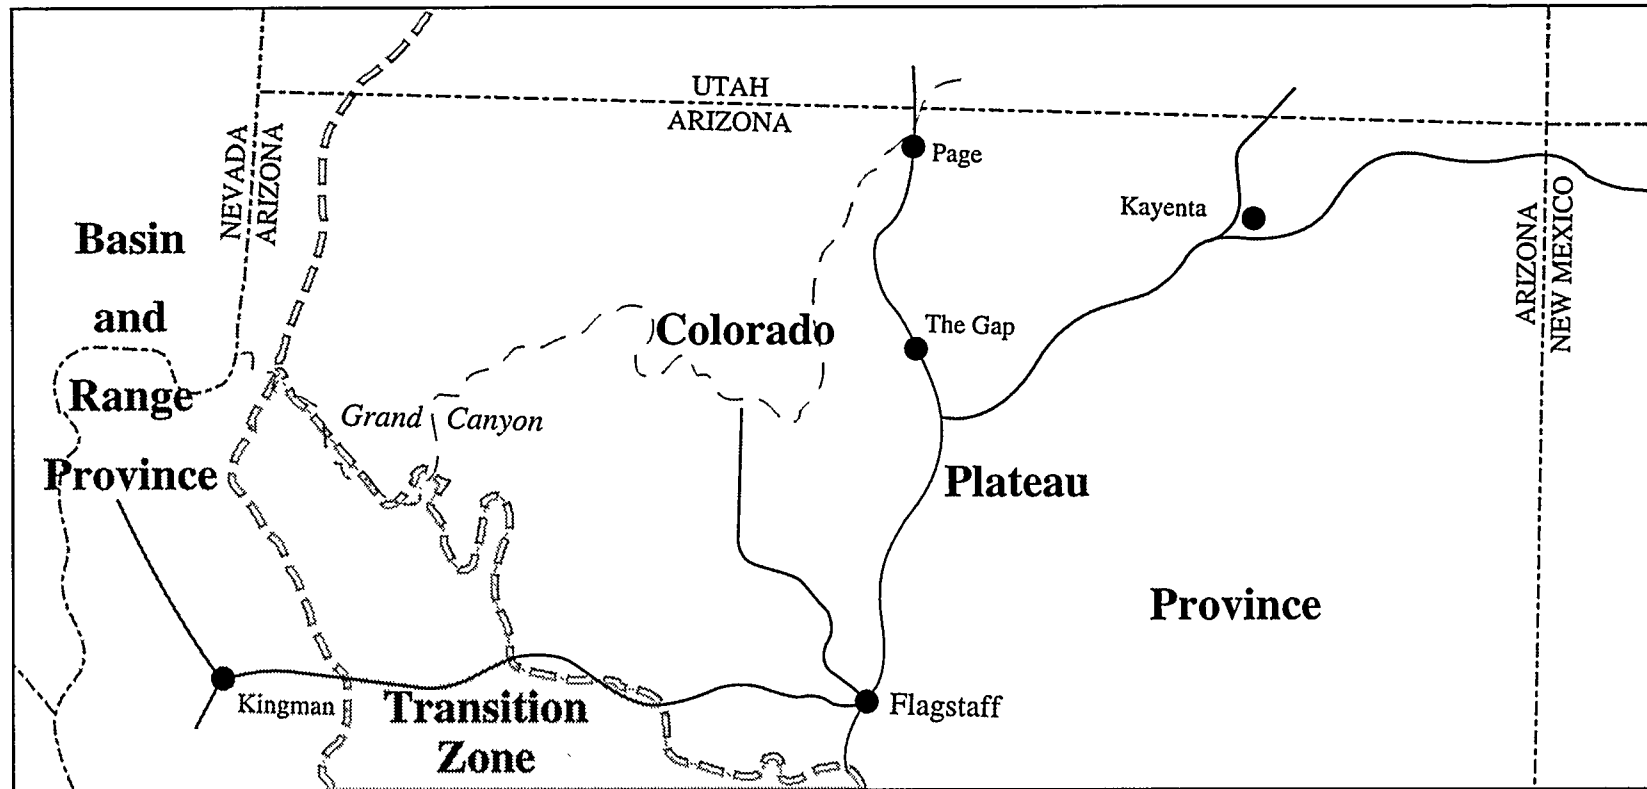 UTAH
ARIZONA
NEVADA
ARIZONA
Page
Kayenta
ARIZONA
NEW MEXICO
Basin
and
Range
Province
Colorado
The Gap
Grand Canyon
Plateau
Province
Kingman
Transition
Zone
Flagstaff